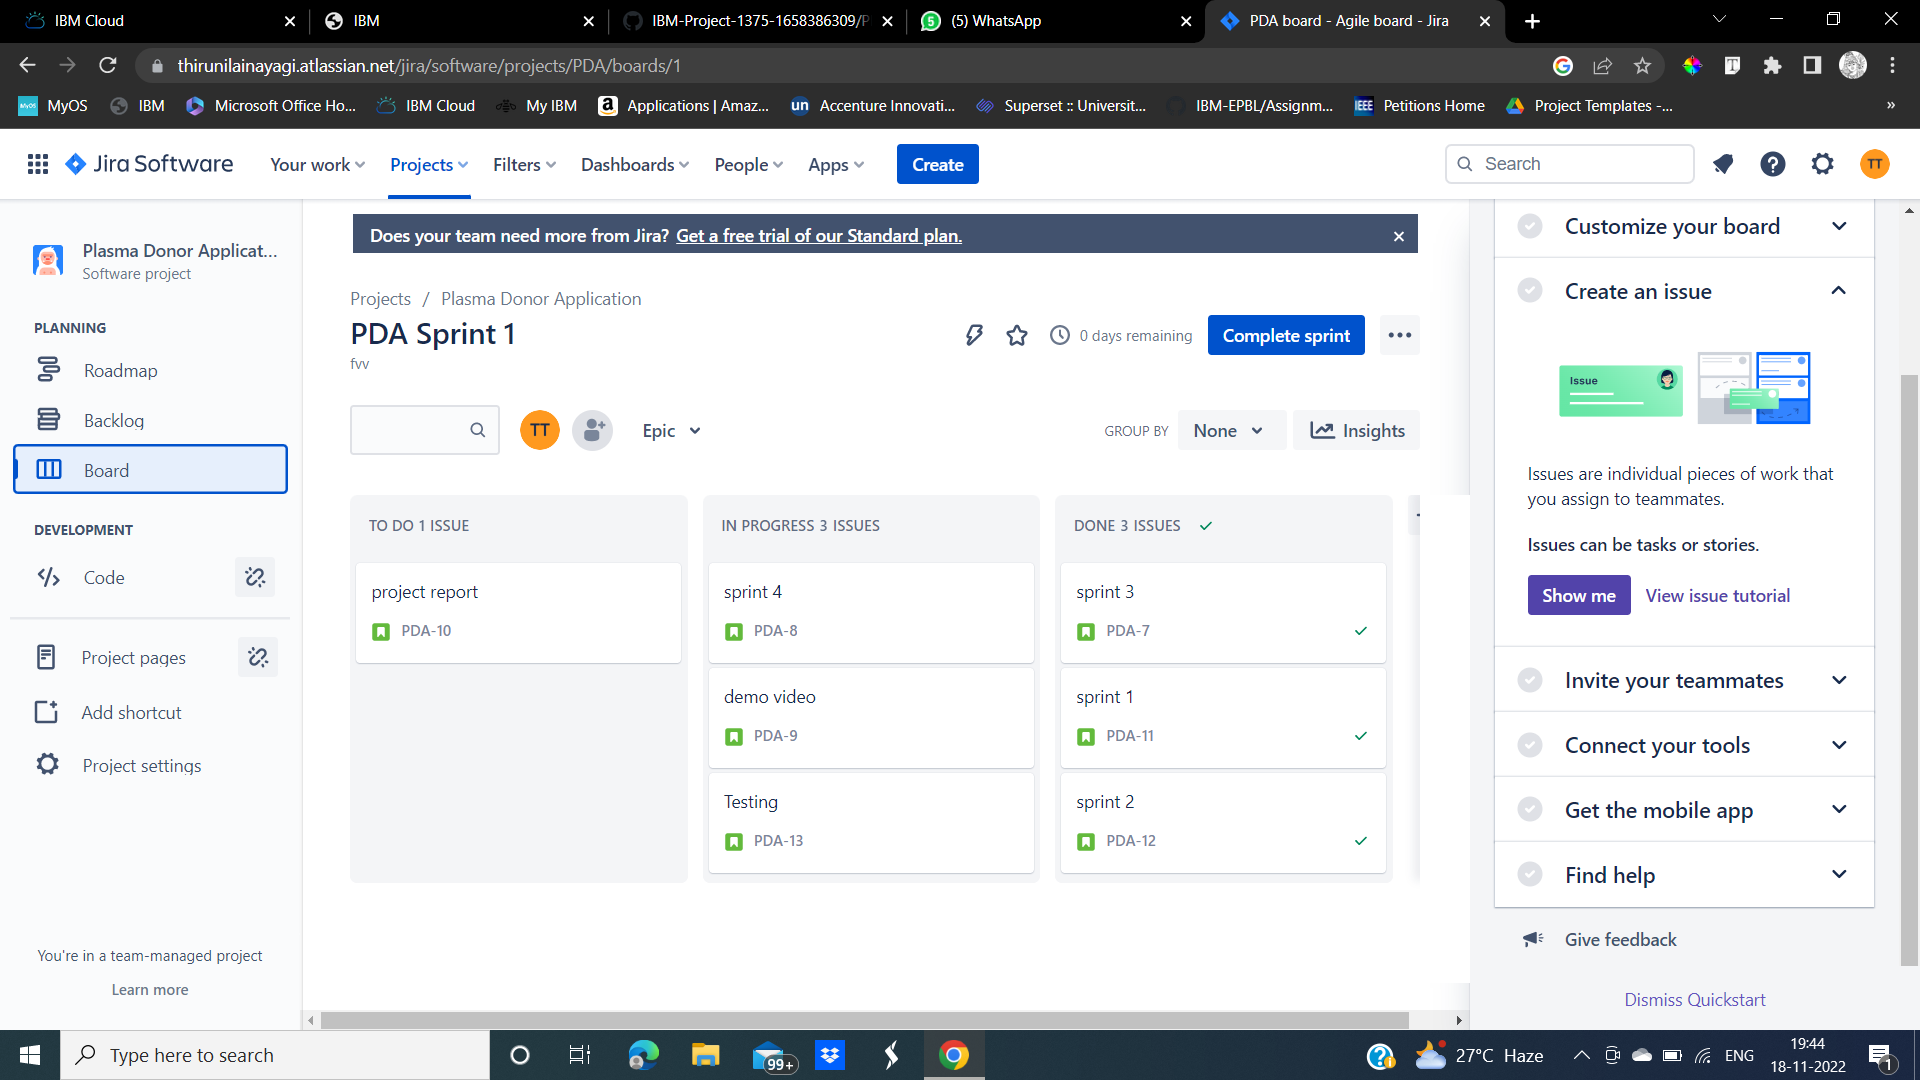 IBM Cloud
IBM
IBM-Project-1375-1658386309/P
(5) WhatsApp
PDA board - Agile board - Jira
thirunilainayagi.atlassian.net/jira/software/projects/PDA/boards/1
MyOS
IBM
Microsoft Office Ho...
IBM Cloud
My IBM
Applications | Amaz...
Accenture Innovati...
Superset :: Universit...
IBM-EPBL/Assignm...
Petitions Home
Project Templates -...
»
Jira Software
Your work
Projects
Filters
Dashboards
People
Apps
Create
Search
TT
Plasma Donor Applicat...
Software project
PLANNING
Roadmap
Backlog
Board
DEVELOPMENT
Code
Project pages
Add shortcut
Project settings
You're in a team-managed project
Learn more
Does your team need more from Jira? Get a free trial of our Standard plan.
Projects / Plasma Donor Application
PDA Sprint 1
fvv
0 days remaining
Complete sprint
TT
Epic
GROUP BY
None
Insights
TO DO 1 ISSUE
project report
PDA-10
IN PROGRESS 3 ISSUES
sprint 4
PDA-8
demo video
PDA-9
Testing
PDA-13
DONE 3 ISSUES
sprint 3
PDA-7
sprint 1
PDA-11
sprint 2
PDA-12
Customize your board
Create an issue
Issue
Issues are individual pieces of work that
you assign to teammates.
Issues can be tasks or stories.
Show me
View issue tutorial
Invite your teammates
Connect your tools
Get the mobile app
Find help
Give feedback
Dismiss Quickstart
Type here to search
99+
27°C Haze
ENG
19:44
18-11-2022
1